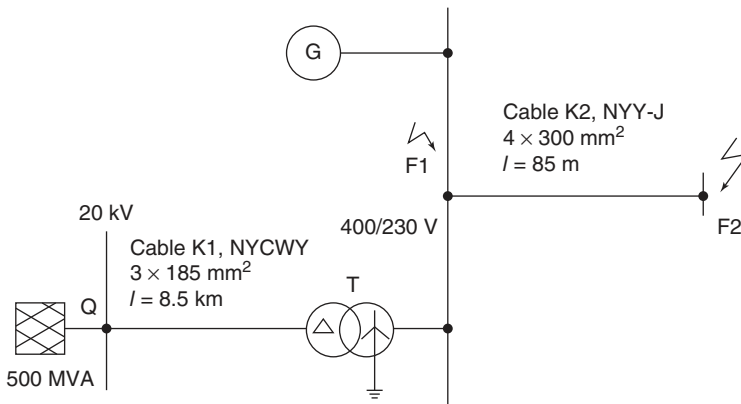 G
Cable K2, NYY-J
4 × 300 mm²
l = 85 m
F1
F2
20 kV
400/230 V
Cable K1, NYCWY
3 × 185 mm²
l = 8.5 km
T
Q
500 MVA